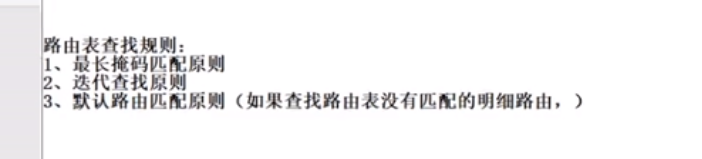 路由表查找规则：
1、最长掩码匹配原则
2、迭代查找原则
3、默认路由匹配原则（如果查找路由表没有匹配的明细路由，）